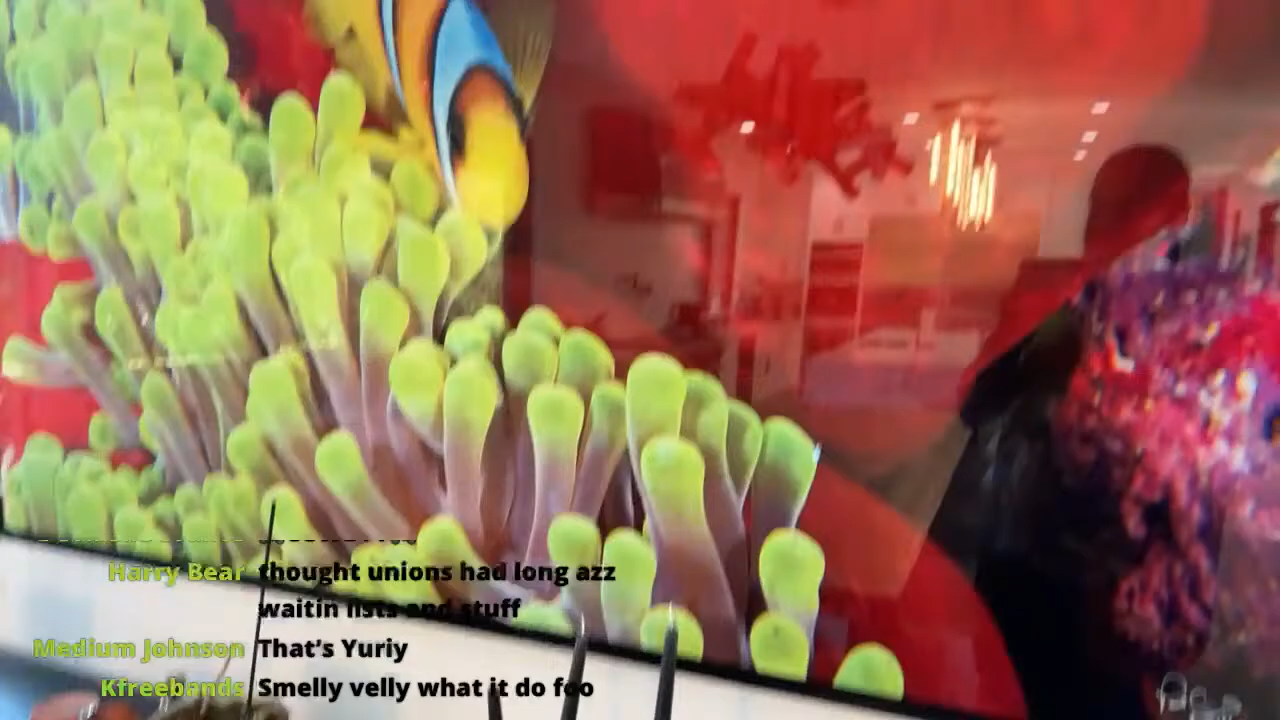 Harry Bear thought unions had long azz
waitin lists and stuff
Medium Johnson That's Yuriy
Kfreebands Smelly velly what it do foo